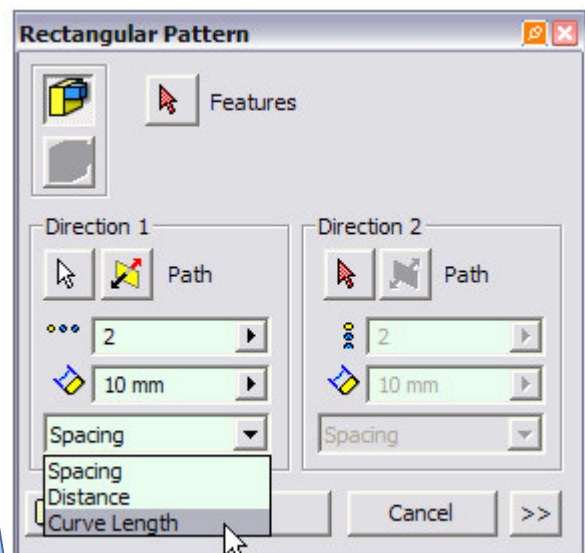 Rectangular Pattern
Features
Direction 1
Direction 2
Path
Path
2
2
10 mm
10 mm
Spacing
Spacing
Spacing
Distance
Curve Length
Cancel
>>